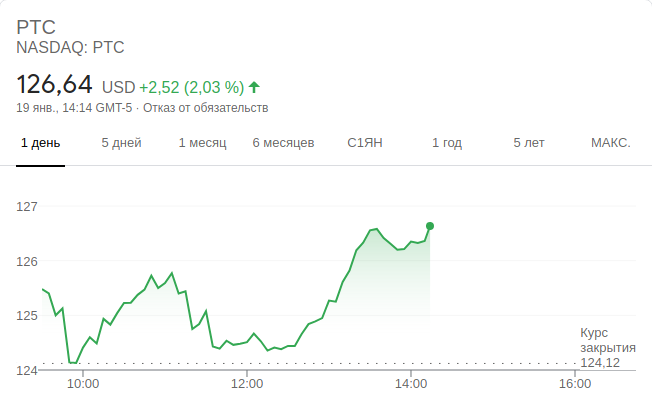 PTC
NASDAQ: PTC
126,64 USD +2,52 (2,03 %)
19 янв., 14:14 GMT-5 · Отказ от обязательств
1 день 5 дней 1 месяц 6 месяцев С1ЯН 1 год 5 лет МАКС.
127
126
125
124
Курс
закрытия
124,12
10:00 12:00 14:00 16:00